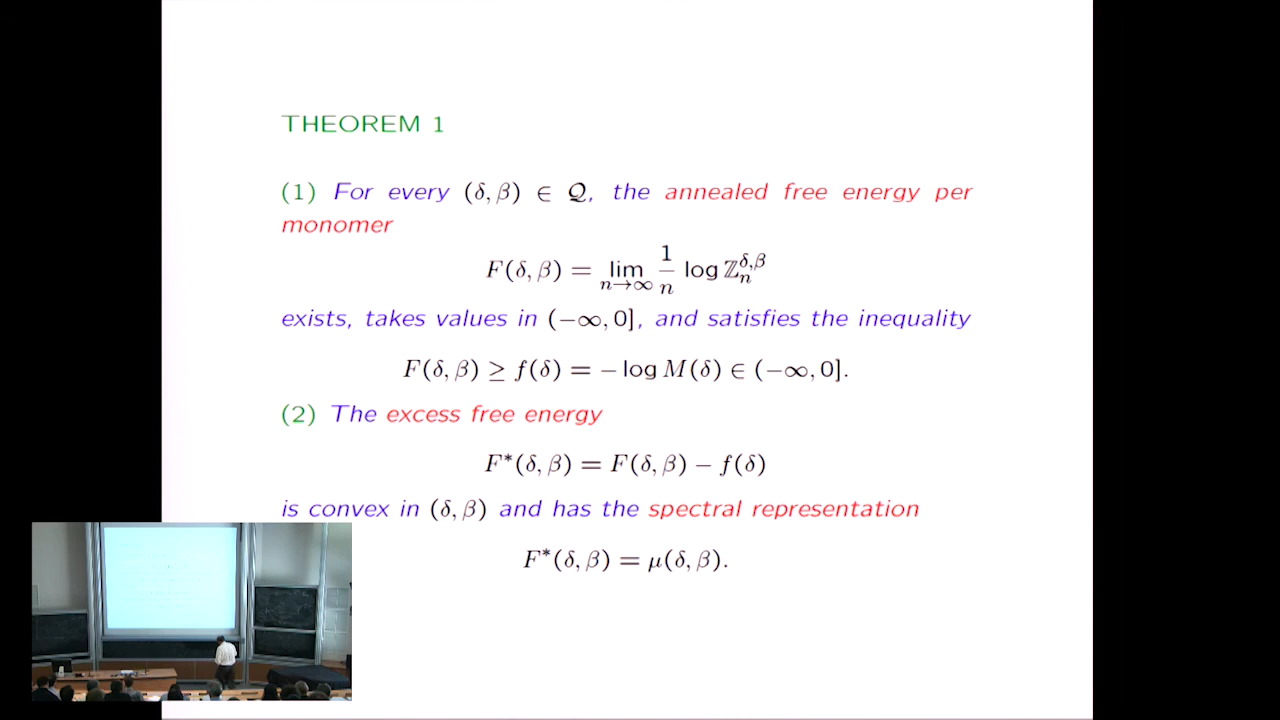 THEOREM 1
(1) For every (δ, β) ∈ 𝒬, the annealed free energy per
monomer
F(δ, β) = lim_{n→∞} 1/n log ℤ_n^{δ,β}
exists, takes values in (−∞, 0], and satisfies the inequality
F(δ, β) ≥ f(δ) = − log M(δ) ∈ (−∞, 0].
(2) The excess free energy
F*(δ, β) = F(δ, β) − f(δ)
is convex in (δ, β) and has the spectral representation
F*(δ, β) = μ(δ, β).